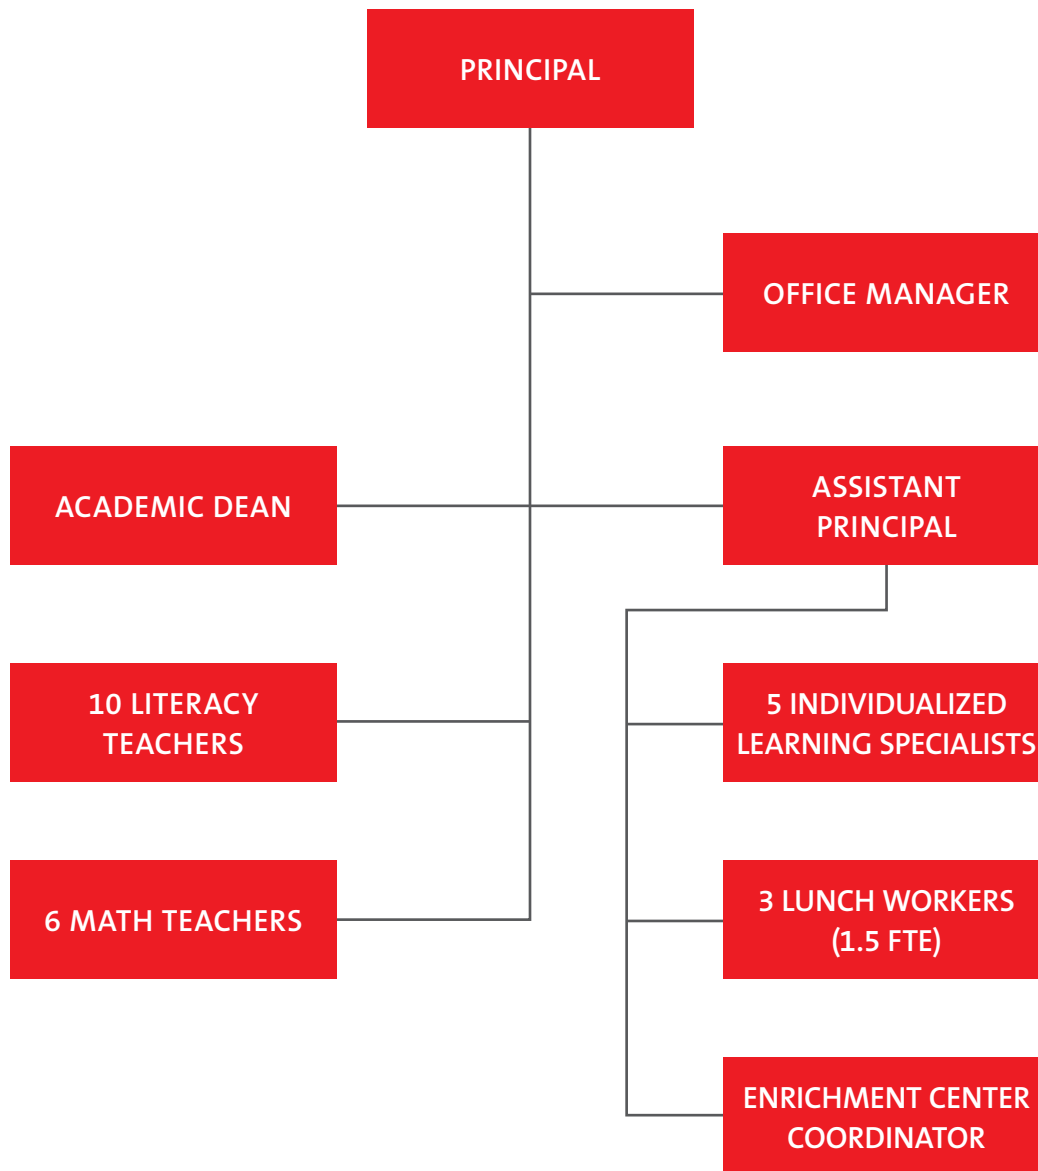 PRINCIPAL
OFFICE MANAGER
ACADEMIC DEAN
ASSISTANT
PRINCIPAL
10 LITERACY
TEACHERS
5 INDIVIDUALIZED
LEARNING SPECIALISTS
6 MATH TEACHERS
3 LUNCH WORKERS
(1.5 FTE)
ENRICHMENT CENTER
COORDINATOR